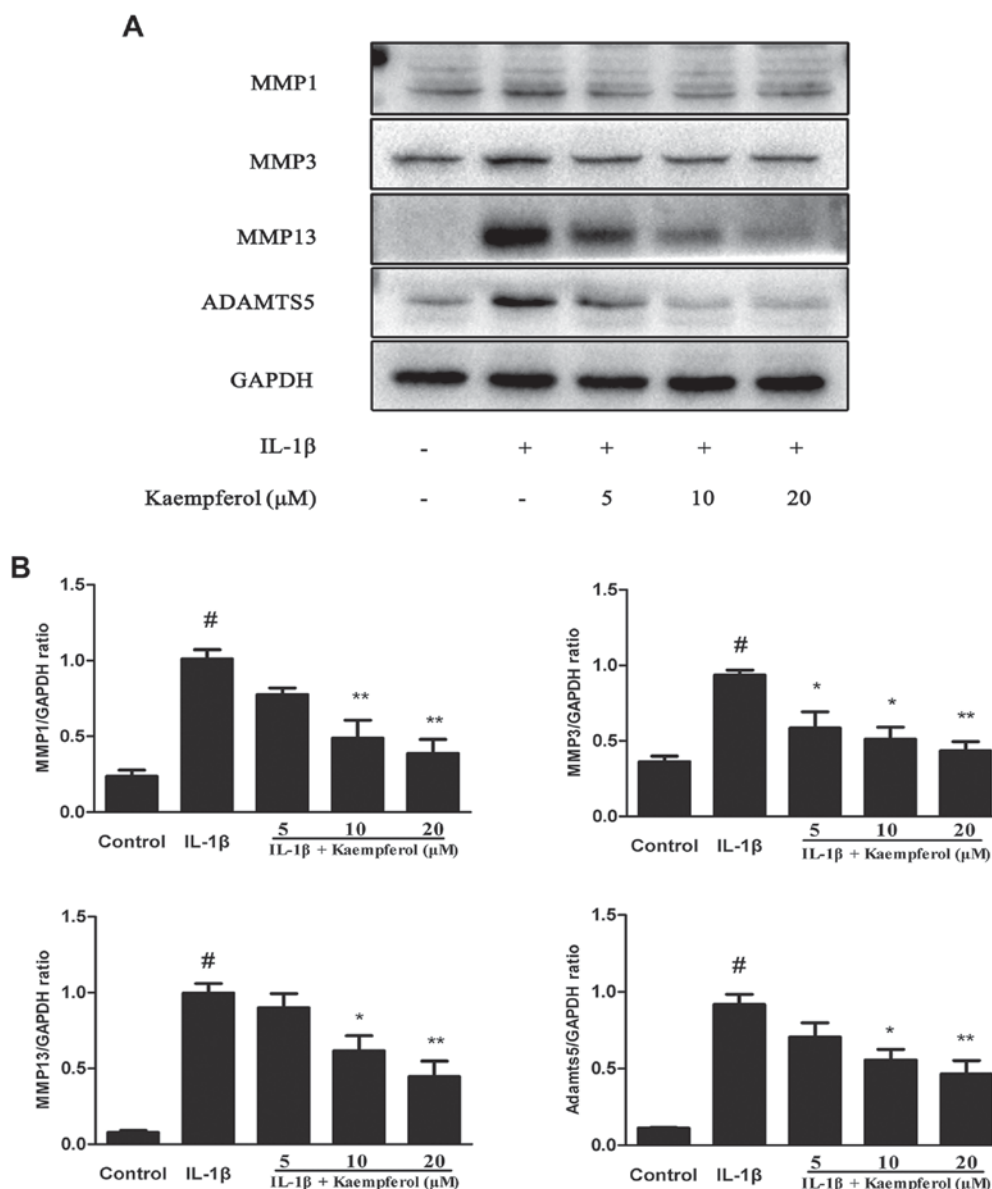 A
MMP1
MMP3
MMP13
ADAMTS5
GAPDH
IL-1β - + + + +
Kaempferol (μM) - - 5 10 20
B
MMP1/GAPDH ratio
1.5
1.0
0.5
0.0
#
**
**
Control IL-1β 5 10 20
IL-1β + Kaempferol (μM)
MMP3/GAPDH ratio
1.5
1.0
0.5
0.0
#
*
*
**
Control IL-1β 5 10 20
IL-1β + Kaempferol (μM)
MMP13/GAPDH ratio
1.5
1.0
0.5
0.0
#
*
**
Control IL-1β 5 10 20
IL-1β + Kaempferol (μM)
Adamts5/GAPDH ratio
1.5
1.0
0.5
0.0
#
*
**
Control IL-1β 5 10 20
IL-1β + Kaempferol (μM)